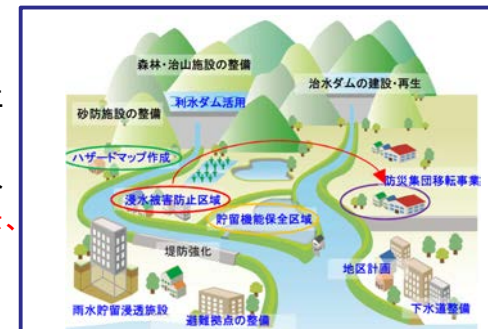 森林・治山施設の整備
治水ダムの建設・再生
利水ダム活用
砂防施設の整備
ハザードマップ作成
防災集団移転事業
浸水被害防止区域
貯留機能保全区域
堤防強化
地区計画
雨水貯留浸透施設
避難拠点の整備
下水道整備